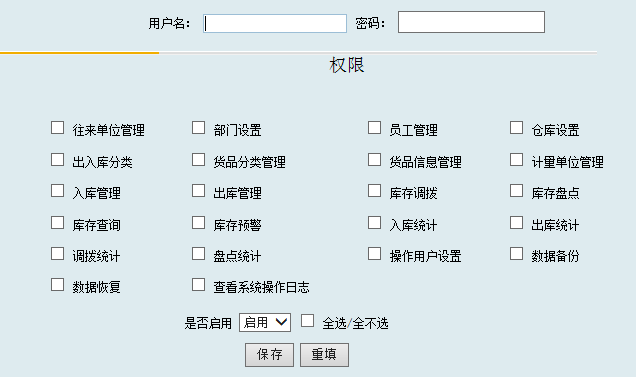 用户名： 密码：
权限
往来单位管理 部门设置 员工管理 仓库设置
出入库分类 货品分类管理 货品信息管理 计量单位管理
入库管理 出库管理 库存调拨 库存盘点
库存查询 库存预警 入库统计 出库统计
调拨统计 盘点统计 操作用户设置 数据备份
数据恢复 查看系统操作日志
是否启用 启用 全选/全不选
保存 重填